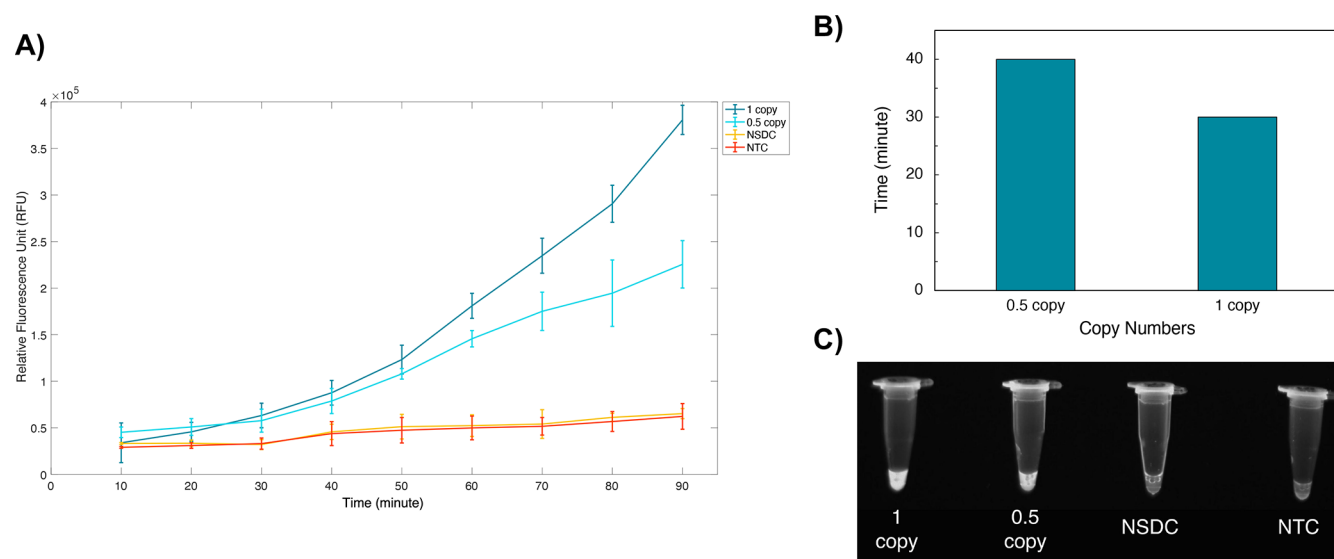 A)
×10⁵
4
3.5
3
2.5
2
1.5
1
0.5
0
0 10 20 30 40 50 60 70 80 90
Relative Fluorescence Unit (RFU)
Time (minute)
1 copy
0.5 copy
NSDC
NTC
B)
40
30
20
10
0
Time (minute)
0.5 copy 1 copy
Copy Numbers
C)
1 0.5 NSDC NTC
copy copy